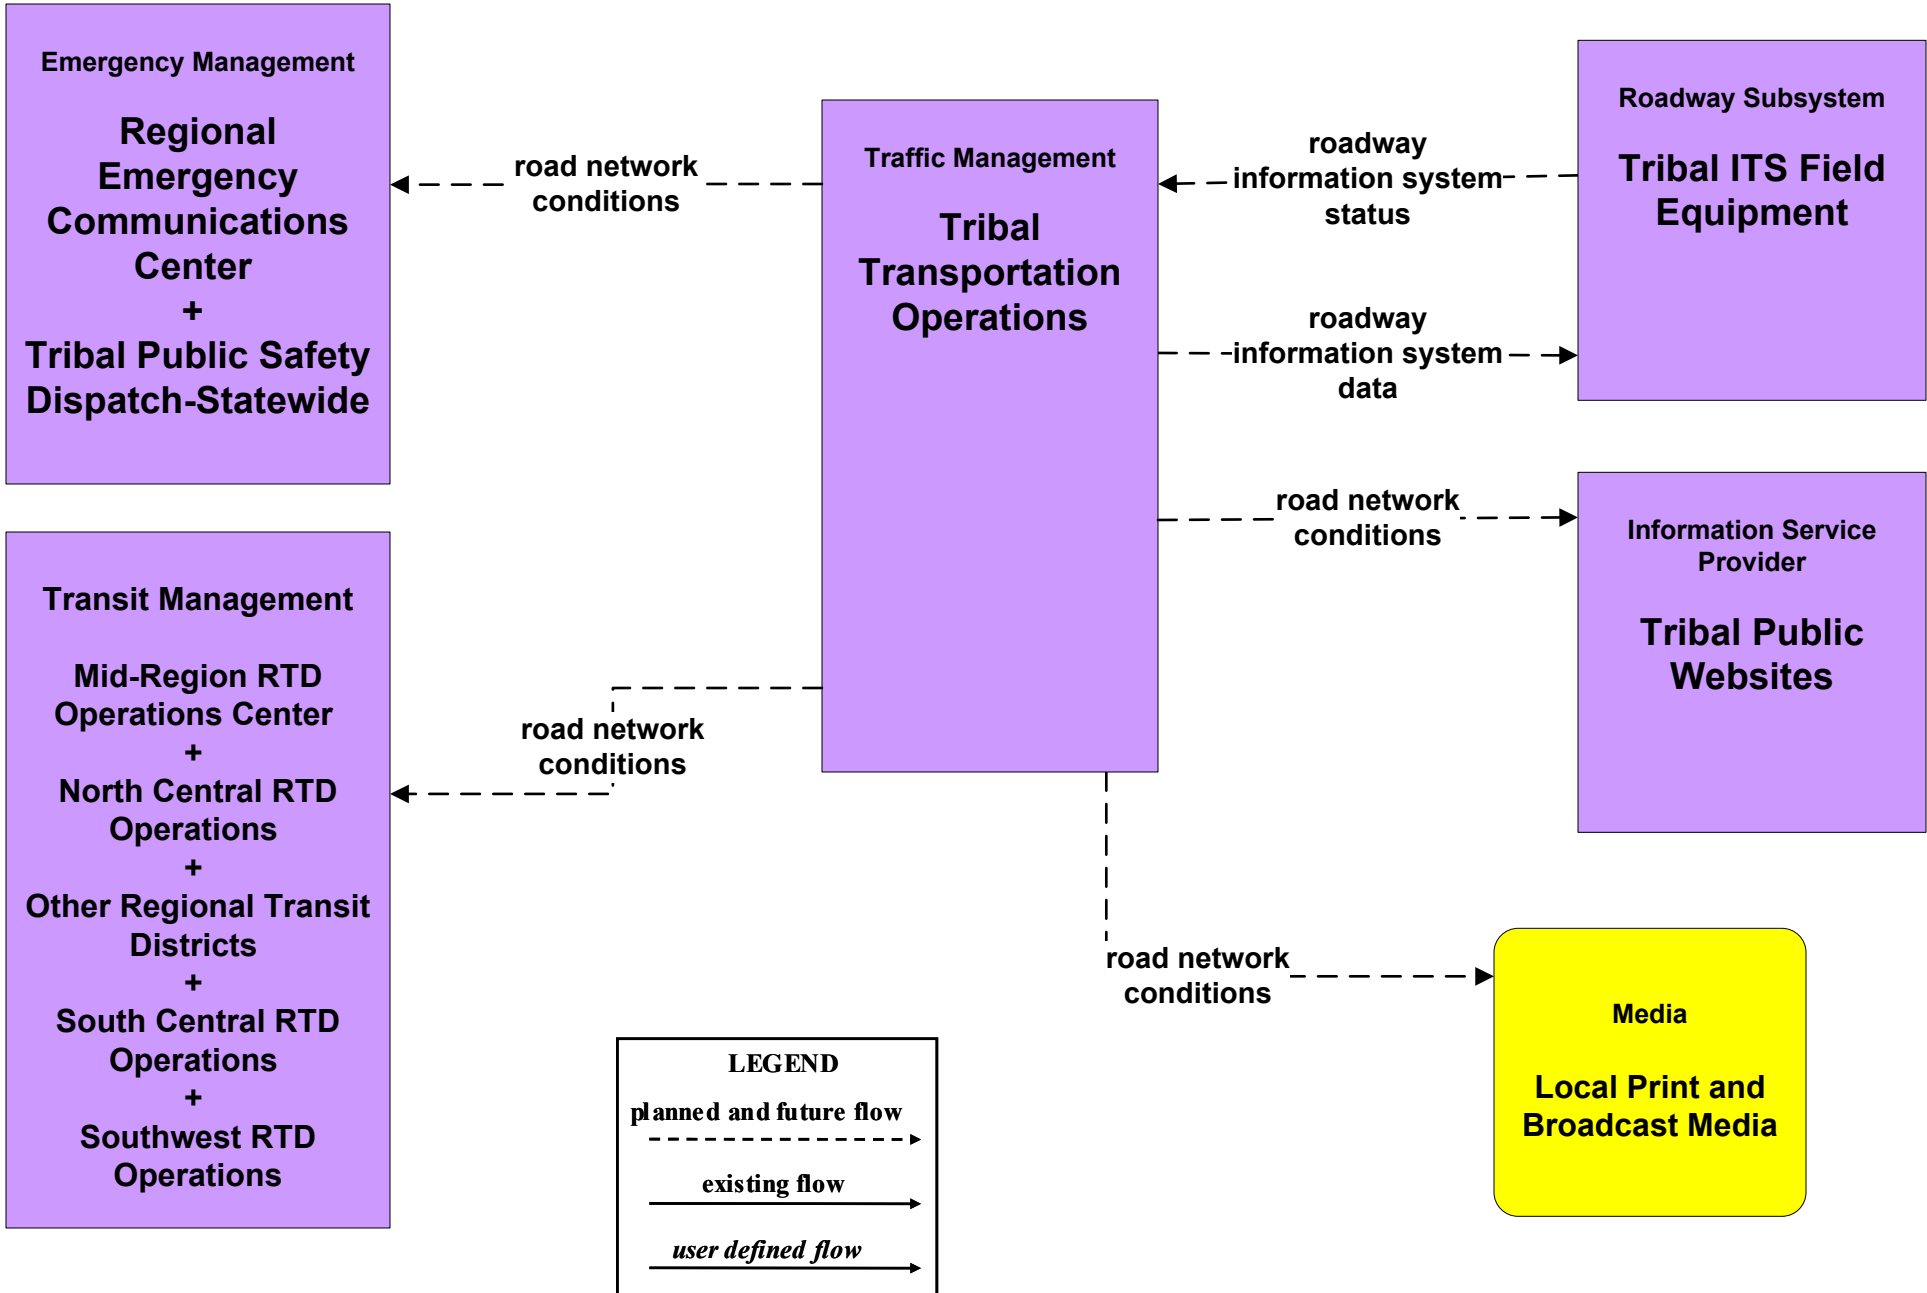 Emergency Management
Regional
Emergency
Communications
Center
+
Tribal Public Safety
Dispatch-Statewide
road network
conditions
Traffic Management
Tribal
Transportation
Operations
roadway
information system
status
roadway
information system
data
Roadway Subsystem
Tribal ITS Field
Equipment
road network
conditions
Information Service
Provider
Tribal Public
Websites
Transit Management
Mid-Region RTD
Operations Center
+
North Central RTD
Operations
+
Other Regional Transit
Districts
+
South Central RTD
Operations
+
Southwest RTD
Operations
road network
conditions
road network
conditions
Media
Local Print and
Broadcast Media
LEGEND
planned and future flow
existing flow
user defined flow